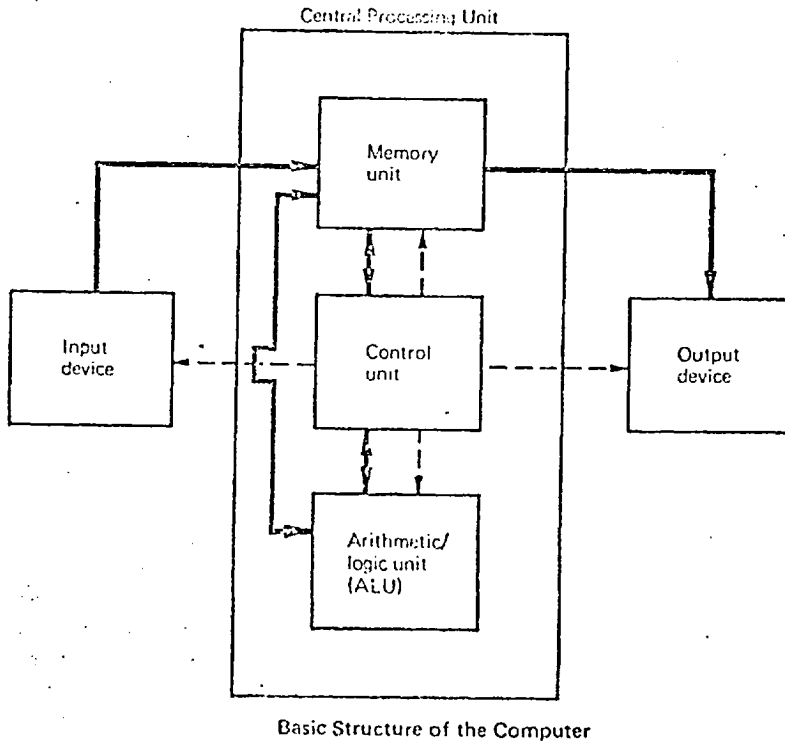 Central Processing Unit
Memory
unit
Input
device
Control
unit
Output
device
Arithmetic/
logic unit
(ALU)
Basic Structure of the Computer